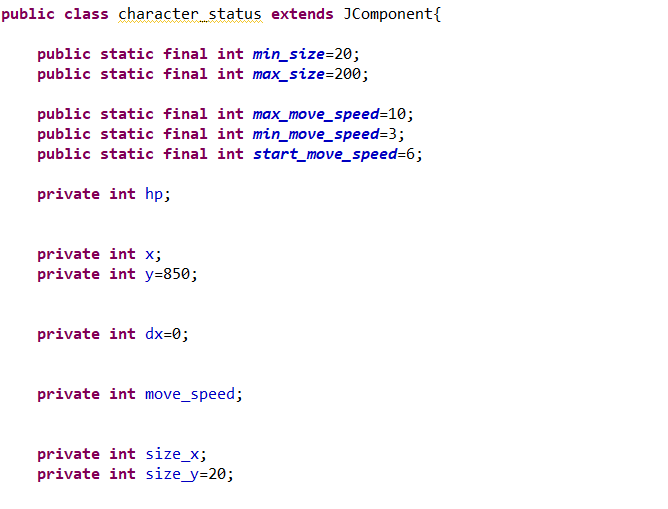 public class character_status extends JComponent{
public static final int min_size=20;
public static final int max_size=200;
public static final int max_move_speed=10;
public static final int min_move_speed=3;
public static final int start_move_speed=6;
private int hp;
private int x;
private int y=850;
private int dx=0;
private int move_speed;
private int size_x;
private int size_y=20;